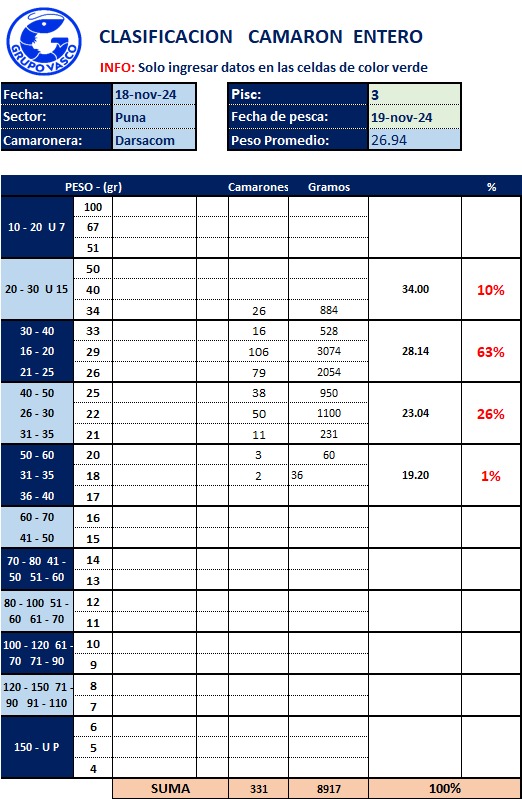 GRUPO VASCO
CLASIFICACION CAMARON ENTERO
INFO: Solo ingresar datos en las celdas de color verde
Fecha: 18-nov-24 Pisc: 3
Sector: Puna Fecha de pesca: 19-nov-24
Camaronera: Darsacom Peso Promedio: 26.94
PESO - (gr) Camarones Gramos %
100
10 - 20 U 7 67
51
50
20 - 30 U 15 40 34.00 10%
34 26 884
30 - 40 33 16 528
16 - 20 29 106 3074 28.14 63%
21 - 25 26 79 2054
40 - 50 25 38 950
26 - 30 22 50 1100 23.04 26%
31 - 35 21 11 231
50 - 60 20 3 60
31 - 35 18 2 36 19.20 1%
36 - 40 17
60 - 70 16
41 - 50 15
70 - 80 41 - 14
50 51 - 60 13
80 - 100 51 - 12
60 61 - 70 11
100 - 120 61 - 10
70 71 - 90 9
120 - 150 71 - 8
90 91 - 110 7
6
150 - U P 5
4
SUMA 331 8917 100%